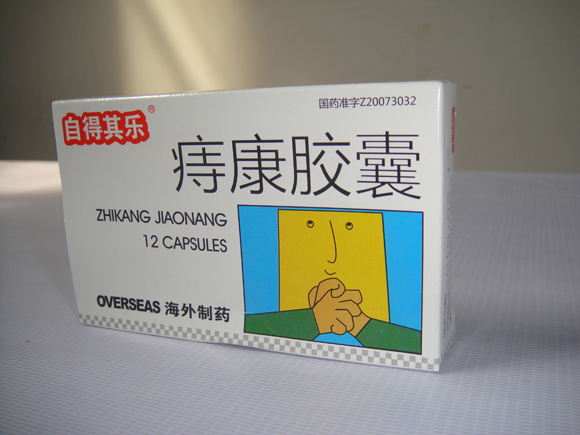 国药准字Z20073032
自得其乐®
痔康胶囊
ZHIKANG JIAONANG
12 CAPSULES
OVERSEAS 海外制药